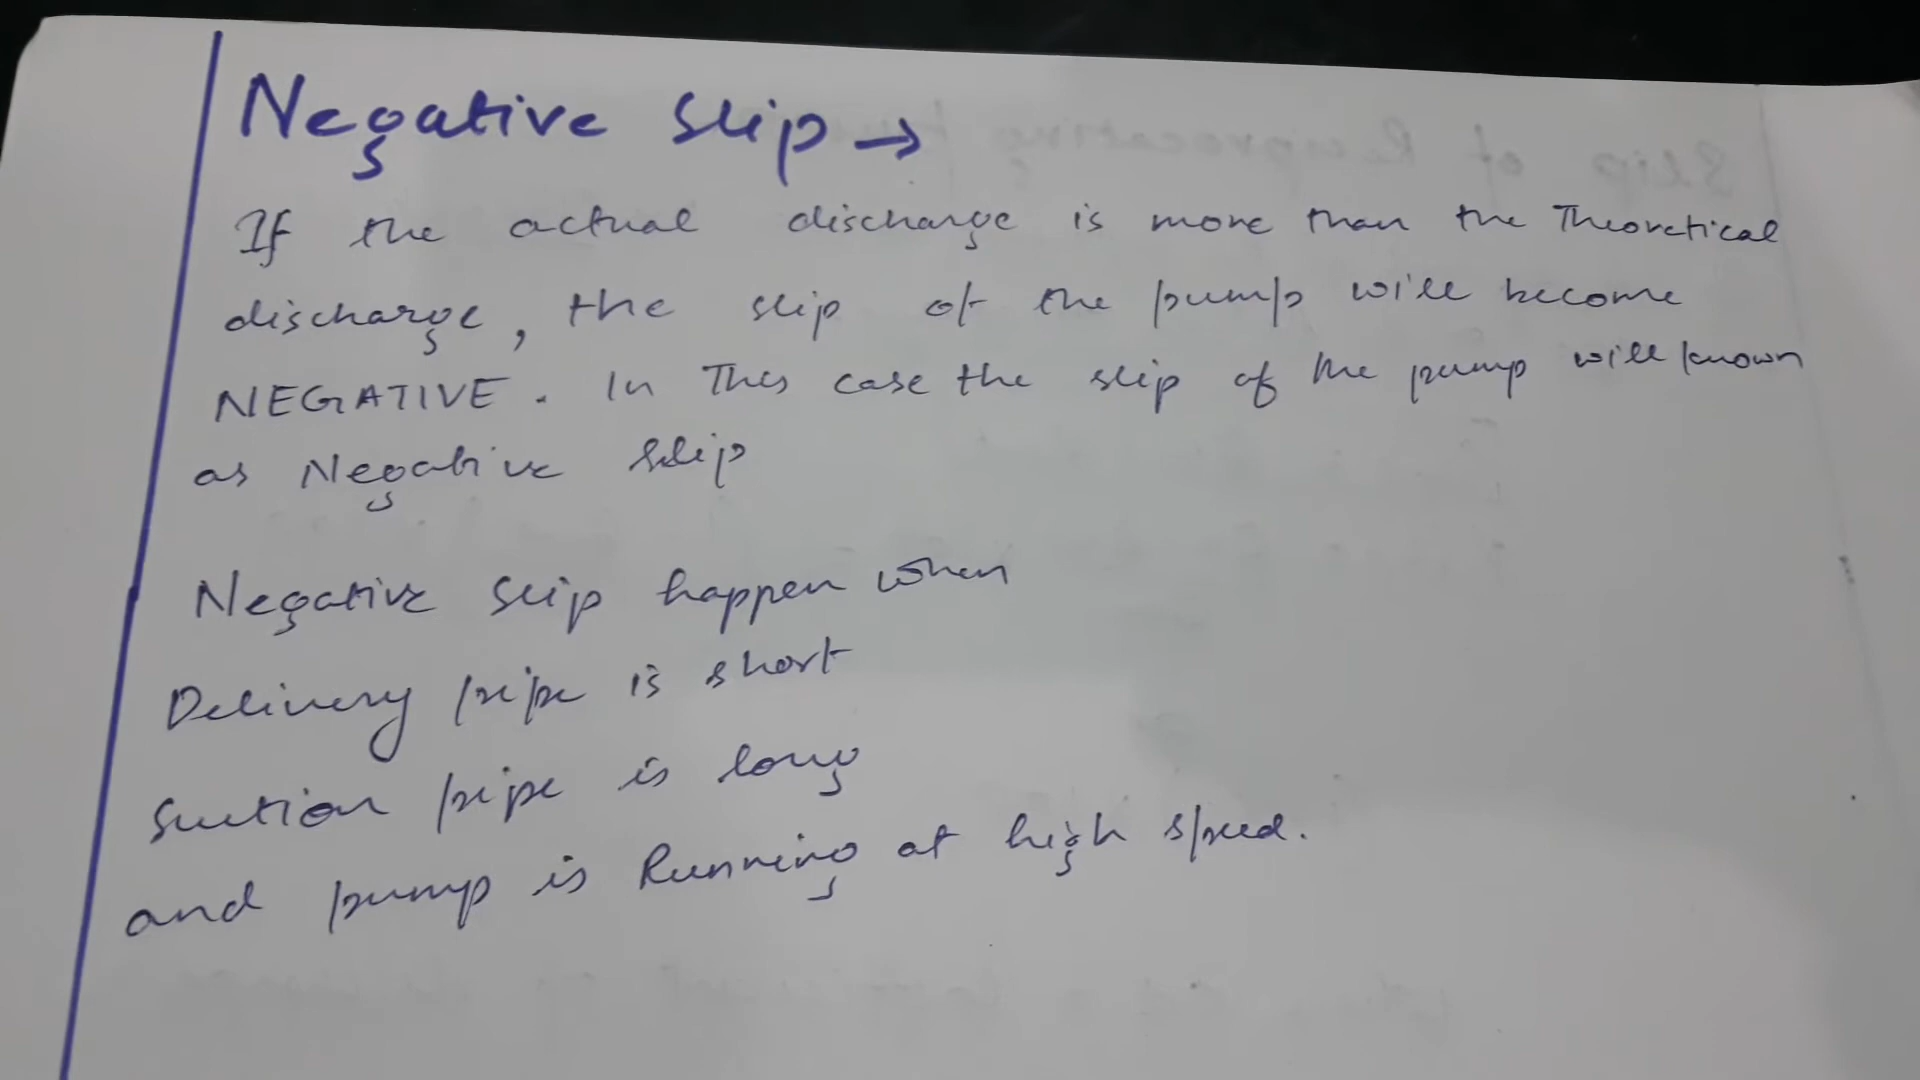 Negative Slip →
If the actual discharge is more than the Theoretical
discharge, the slip of the pump will become
NEGATIVE. In This case the slip of the pump will known
as Negative Slip
Negative Slip happen when
Delivery pipe is short
Suction pipe is long
and pump is Running at high speed.